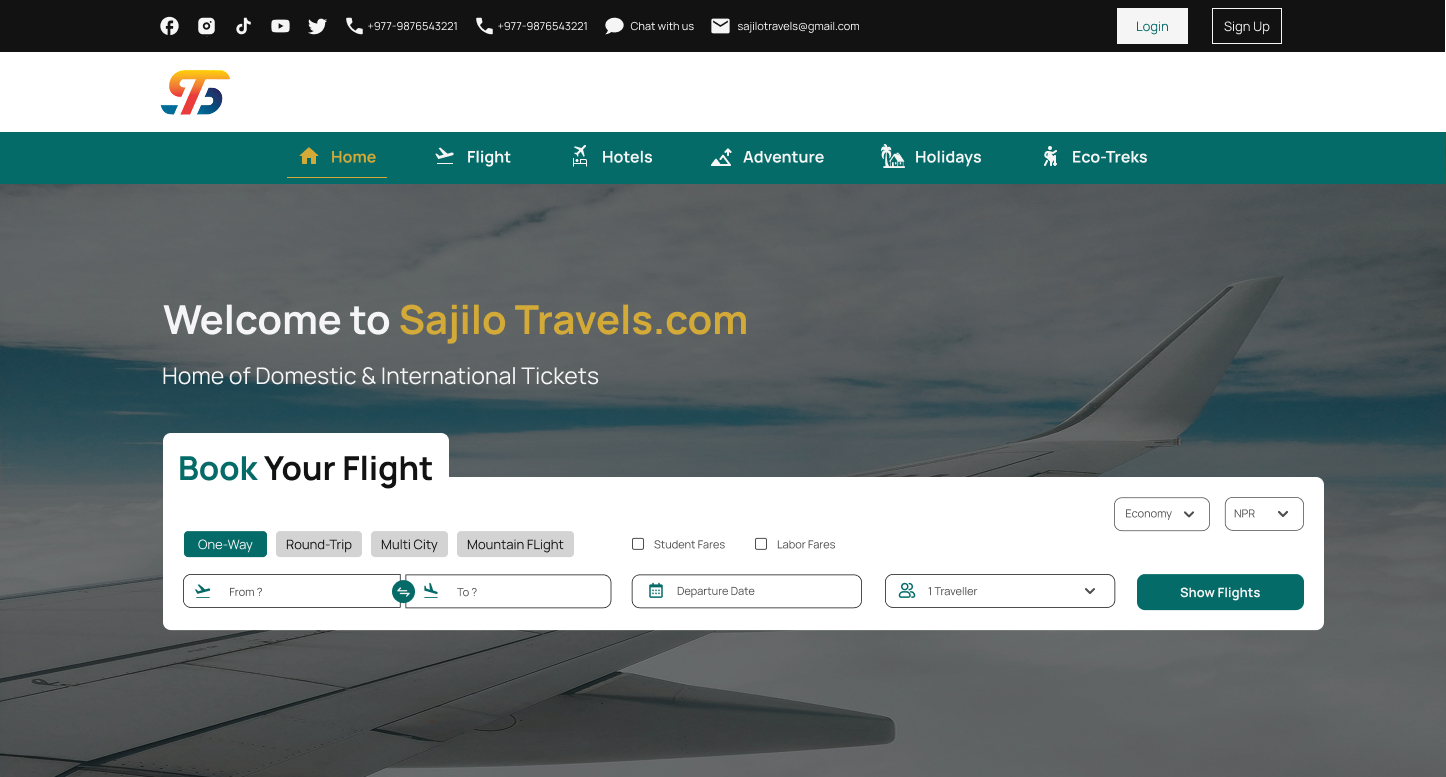 +977-9876543221 +977-9876543221 Chat with us sajilotravels@gmail.com Login Sign Up
Home Flight Hotels Adventure Holidays Eco-Treks
Welcome to Sajilo Travels.com
Home of Domestic & International Tickets
Book Your Flight
Economy NPR
One-Way Round-Trip Multi City Mountain FLight Student Fares Labor Fares
From ? To ? Departure Date 1 Traveller Show Flights